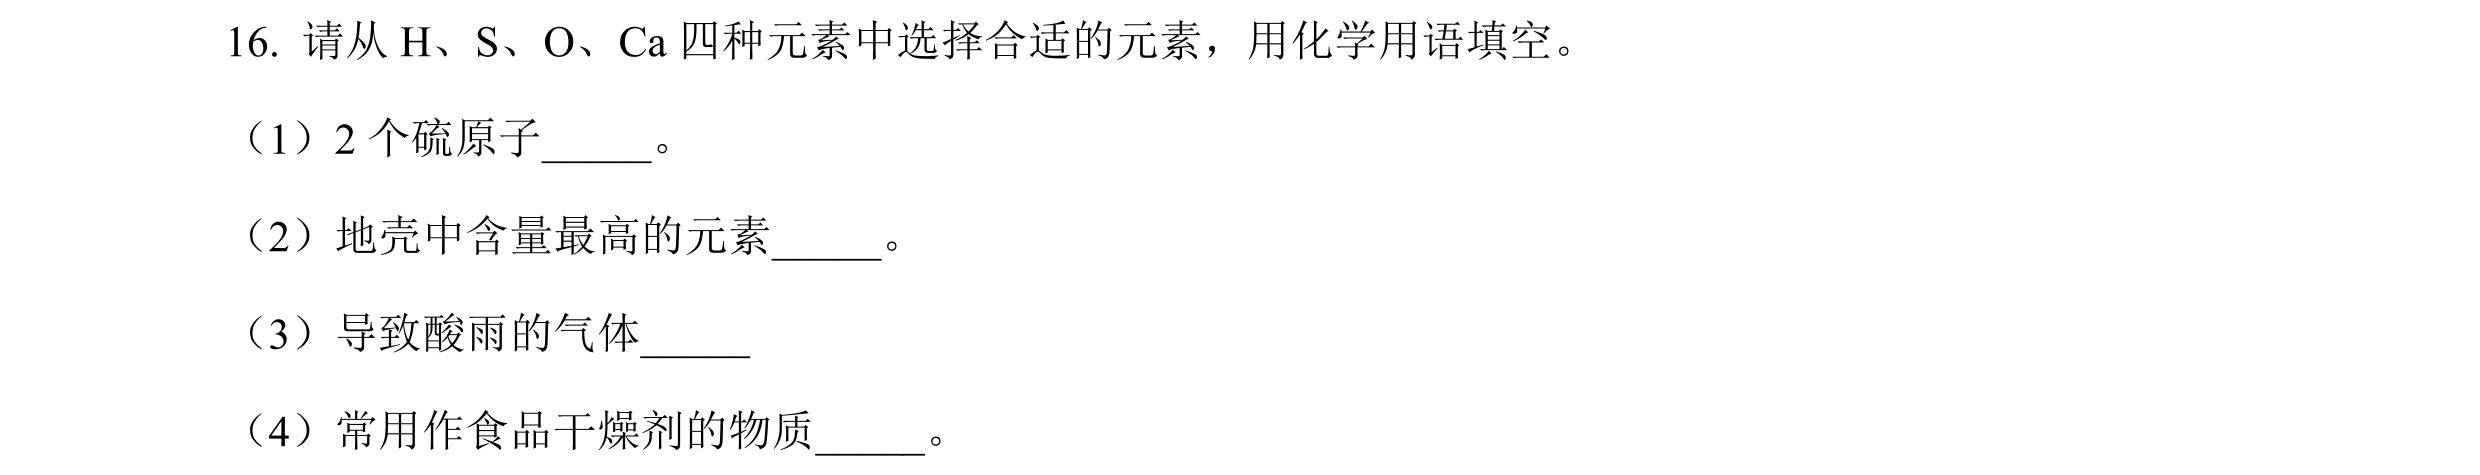 16. 请从 H、S、O、Ca 四种元素中选择合适的元素，用化学用语填空。
（1）2 个硫原子_____。
（2）地壳中含量最高的元素_____。
（3）导致酸雨的气体_____
（4）常用作食品干燥剂的物质_____。